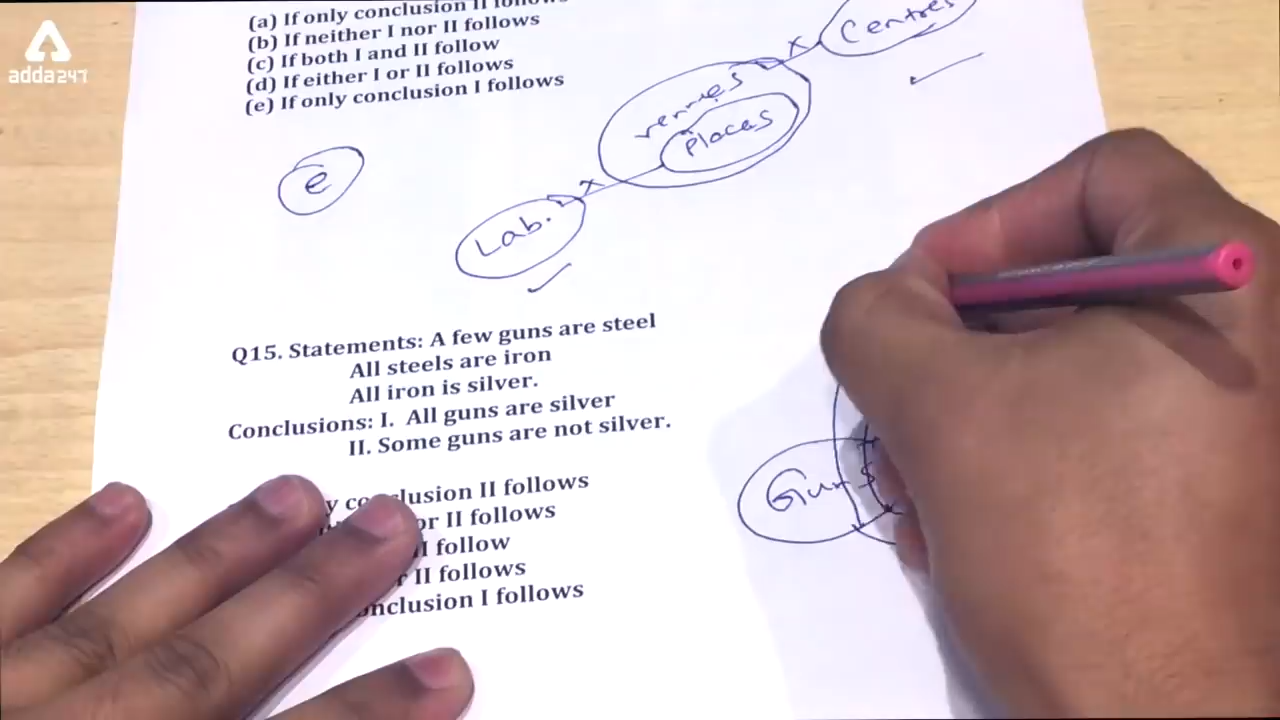 adda247
(a) If only conclusion II follows
(b) If neither I nor II follows
(c) If both I and II follow
(d) If either I or II follows
(e) If only conclusion I follows
Centres
venues
Places
e
Lab.
Q15. Statements: A few guns are steel
All steels are iron
All iron is silver.
Conclusions: I. All guns are silver
II. Some guns are not silver.
conclusion II follows
or II follows
II follow
II follows
conclusion I follows
Guns